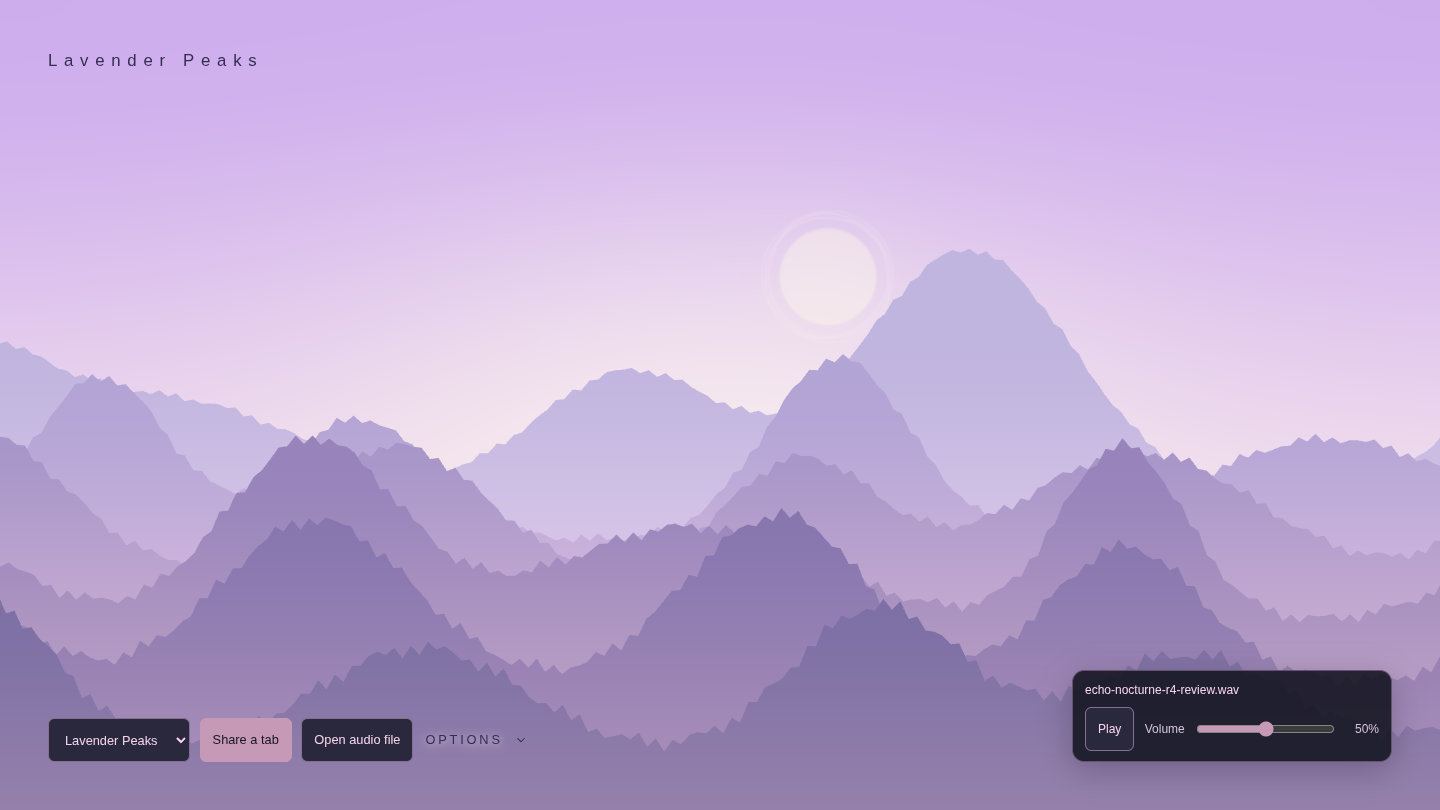 Lavender Peaks
echo-nocturne-r4-review.wav
Play Volume 50%
Lavender Peaks Share a tab Open audio file OPTIONS